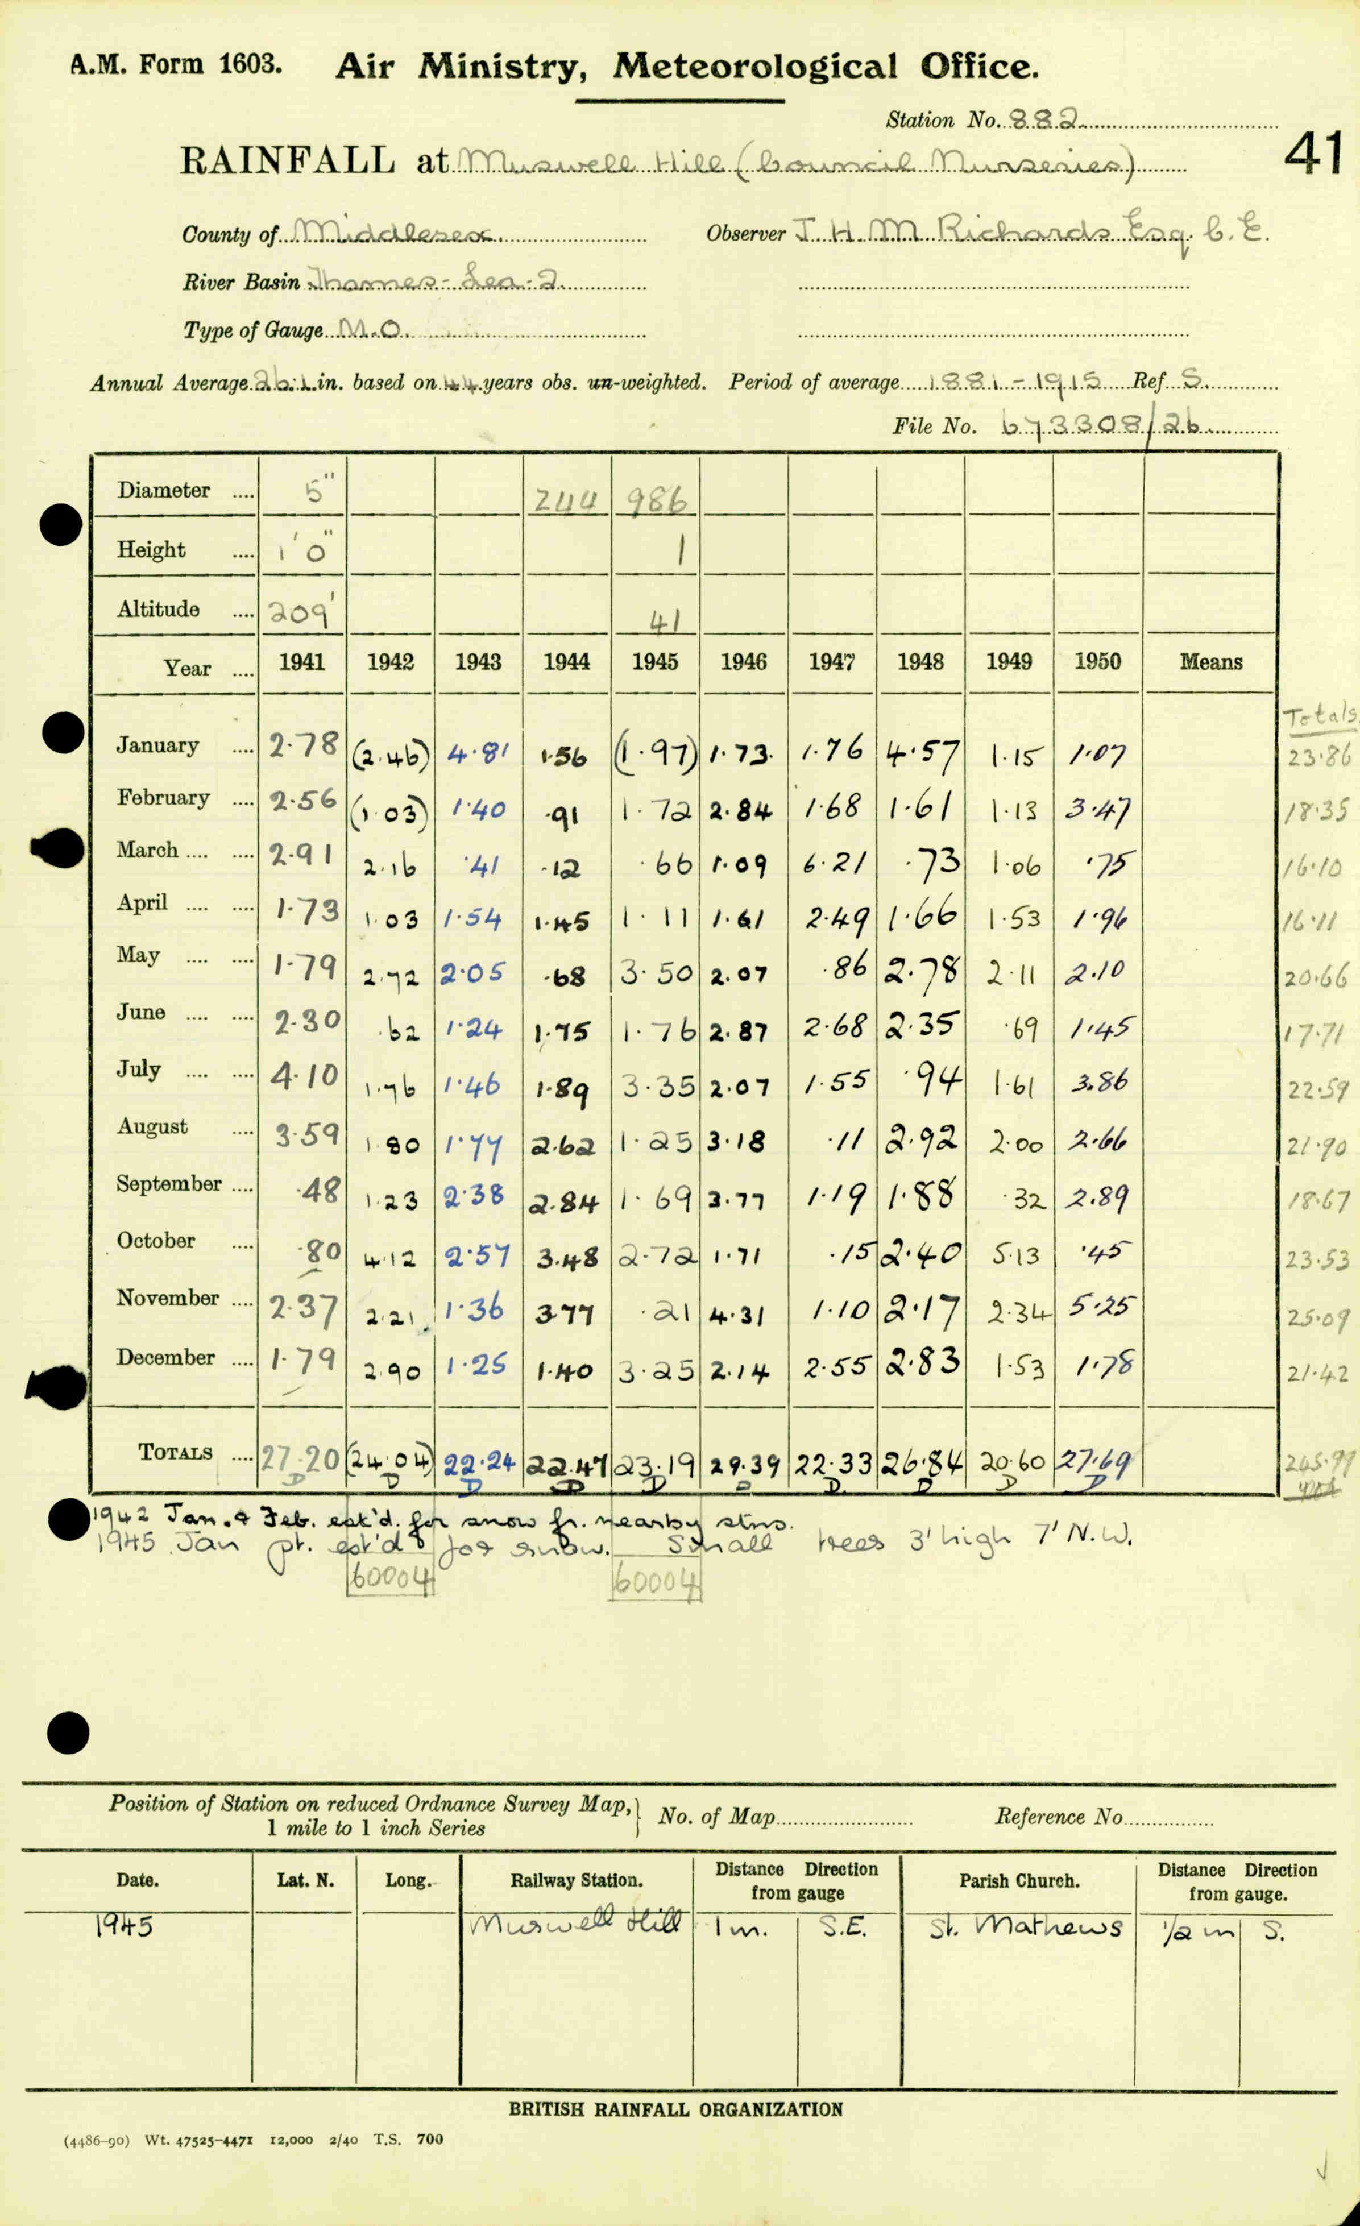 A.M. Form 1603. Air Ministry, Meteorological Office.
Station No. 882
41
RAINFALL at Muswell Hill (Council Nurseries)
County of Middlesex Observer J. H. M Richards Esq. C. E.
River Basin Thames - Lea - 2
Type of Gauge M.O.
Annual Average 26.1 in. based on 44 years obs. un-weighted. Period of average 1881 - 1915 Ref S.
File No. 673308/26
Diameter .... 5" 244 986
Height .... 1' 0" 1
Altitude .... 209' 41
Year .... 1941 1942 1943 1944 1945 1946 1947 1948 1949 1950 Means
Totals
January .... 2.78 (2.46) 4.81 1.56 (1.97) 1.73 1.76 4.57 1.15 1.07 23.86
February .... 2.56 (1.03) 1.40 .91 1.72 2.84 1.68 1.61 1.13 3.47 18.35
March .... .... 2.91 2.16 .41 .12 .66 1.09 6.21 .73 1.06 .75 16.10
April .... .... 1.73 1.03 1.54 1.45 1.11 1.61 2.49 1.66 1.53 1.96 16.11
May .... .... 1.79 2.72 2.05 .68 3.50 2.07 .86 2.78 2.11 2.10 20.66
June .... .... 2.30 .62 1.24 1.75 1.76 2.87 2.68 2.35 .69 1.45 17.71
July .... .... 4.10 1.76 1.46 1.89 3.35 2.07 1.55 .94 1.61 3.86 22.59
August .... 3.59 1.80 1.77 2.62 1.25 3.18 .11 2.92 2.00 2.66 21.90
September .... .48 1.23 2.38 2.84 1.69 3.77 1.19 1.88 .32 2.89 18.67
October .... .80 4.12 2.57 3.48 2.72 1.71 .15 2.40 5.13 .45 23.53
November .... 2.37 2.21 1.36 3.77 .21 4.31 1.10 2.17 2.34 5.25 25.09
December .... 1.79 2.90 1.25 1.40 3.25 2.14 2.55 2.83 1.53 1.78 21.42
TOTALS .... 27.20 (24.04) 22.24 22.47 23.19 29.39 22.33 26.84 20.60 27.69 265.99
D D D D D D D D D D
1942 Jan. & Feb. est'd. for snow fr. nearby stns.
1945 Jan pt. est'd for snow. Small trees 3' high 7' N.W.
60004 60004
Position of Station on reduced Ordnance Survey Map, 1 mile to 1 inch Series No. of Map Reference No.
Date. Lat. N. Long. Railway Station. Distance Direction from gauge Parish Church. Distance Direction from gauge.
1945 Muswell Hill 1 m. S.E. St. Mathews 1/2 m S.
BRITISH RAINFALL ORGANIZATION
(4486-90) Wt. 47525-4471 12,000 2/40 T.S. 700